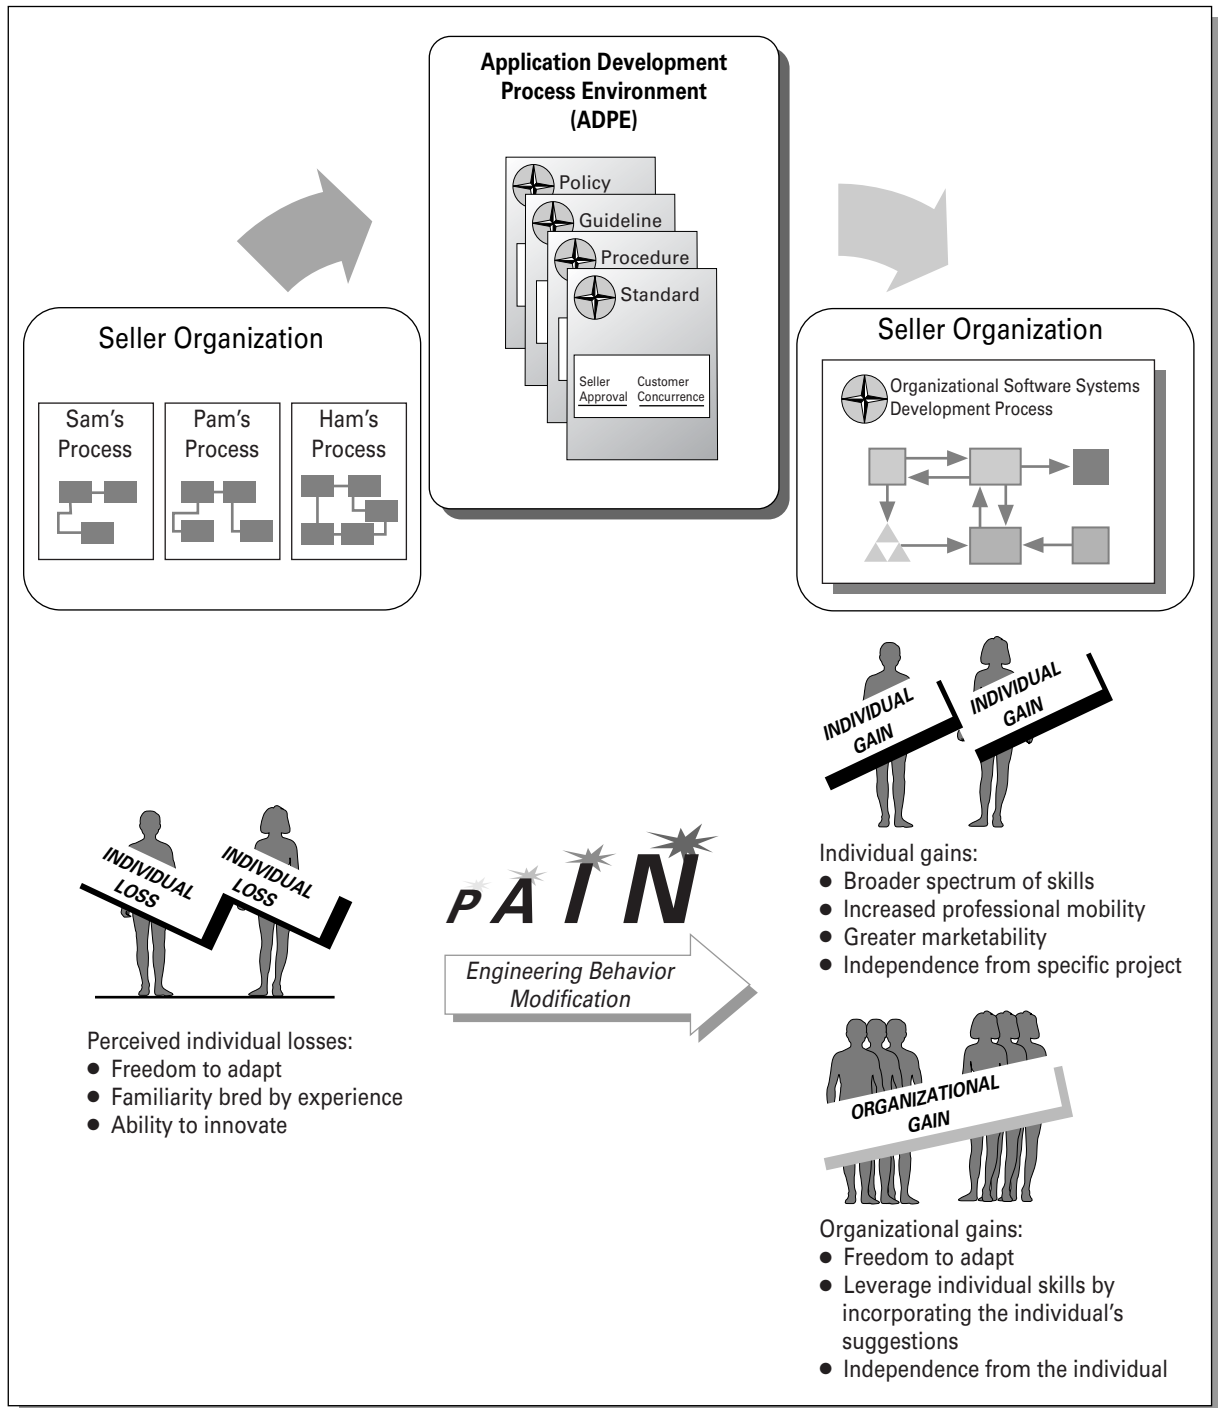 Application Development
Process Environment
(ADPE)
Policy
Guideline
Procedure
Standard
Seller
Approval
Customer
Concurrence
Seller Organization
Sam's
Process
Pam's
Process
Ham's
Process
Seller Organization
Organizational Software Systems
Development Process
INDIVIDUAL
LOSS
INDIVIDUAL
LOSS
Perceived individual losses:
● Freedom to adapt
● Familiarity bred by experience
● Ability to innovate
PAIN
Engineering Behavior
Modification
INDIVIDUAL
GAIN
INDIVIDUAL
GAIN
Individual gains:
● Broader spectrum of skills
● Increased professional mobility
● Greater marketability
● Independence from specific project
ORGANIZATIONAL
GAIN
Organizational gains:
● Freedom to adapt
● Leverage individual skills by
incorporating the individual's
suggestions
● Independence from the individual